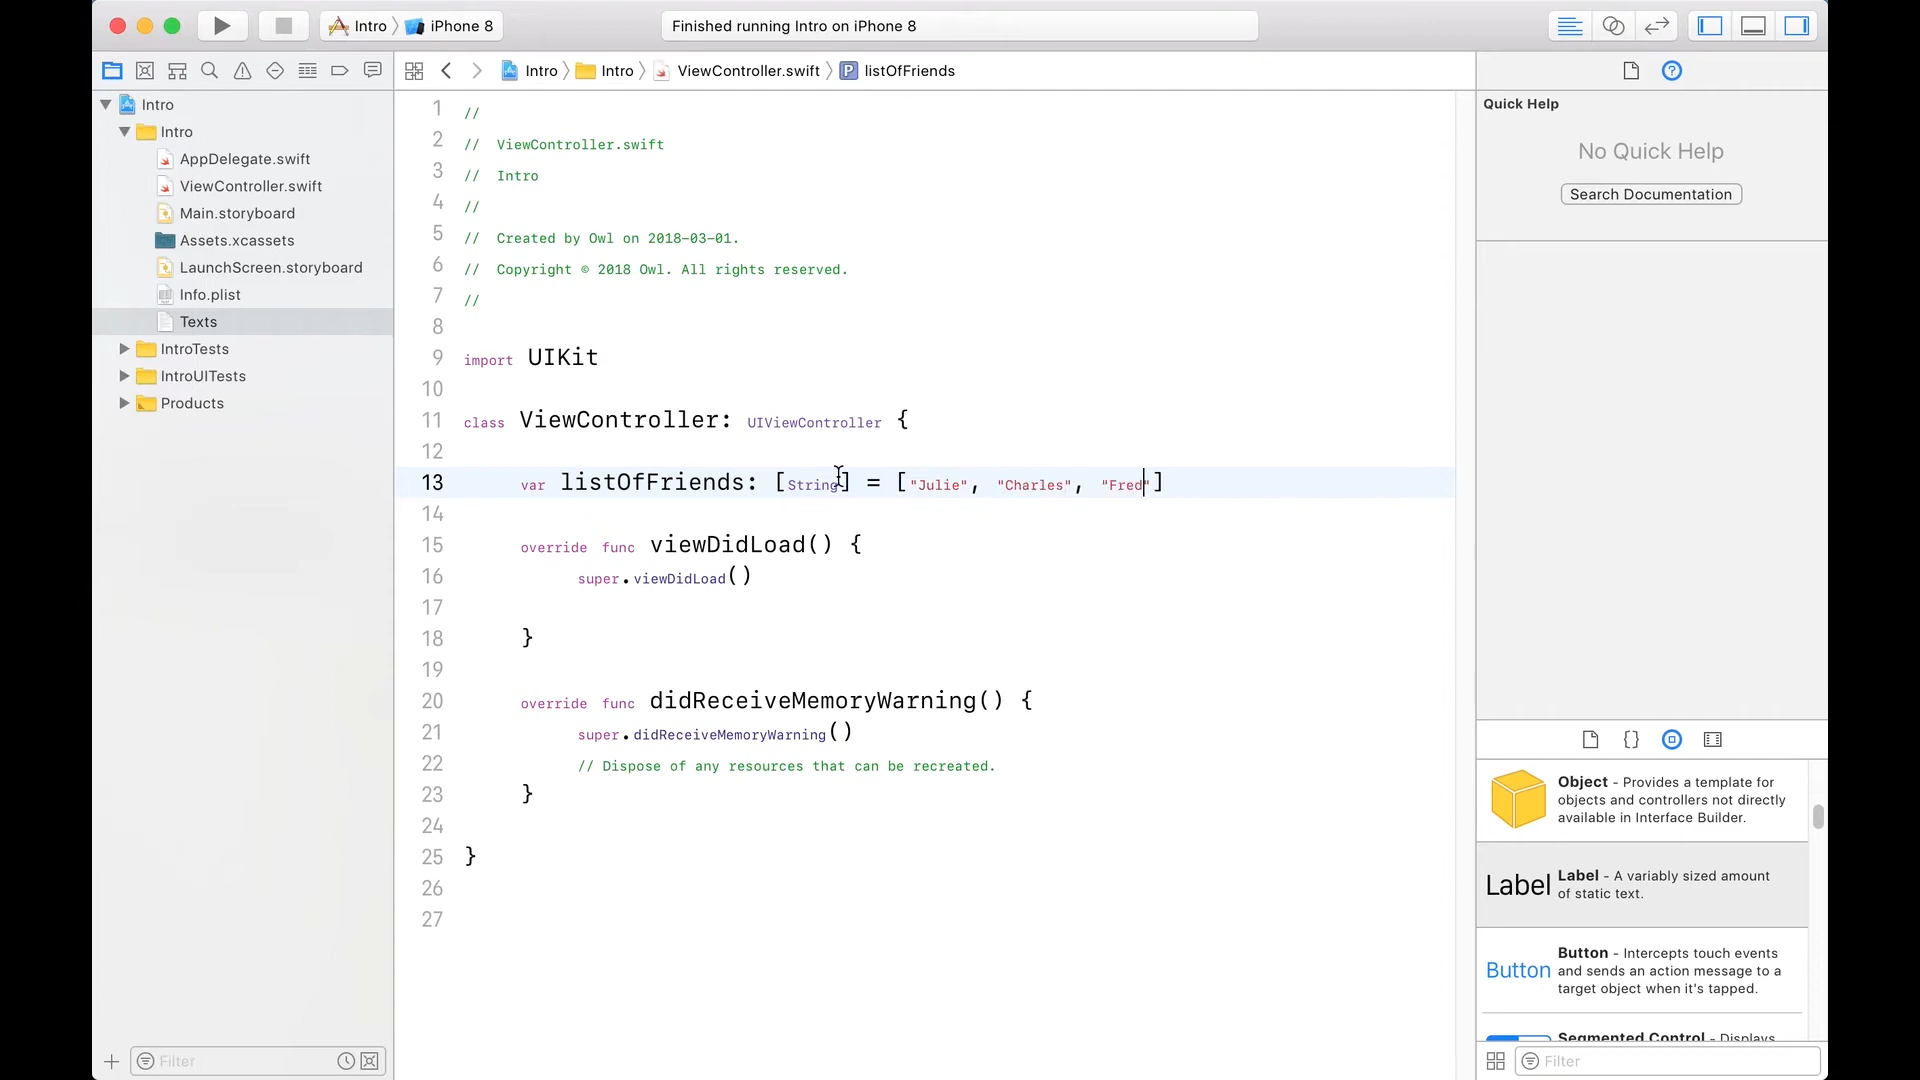 Intro
iPhone 8
Finished running Intro on iPhone 8
Intro
Intro
ViewController.swift
P
listOfFriends
Intro
Intro
AppDelegate.swift
ViewController.swift
Main.storyboard
Assets.xcassets
LaunchScreen.storyboard
Info.plist
Texts
IntroTests
IntroUITests
Products
Filter
1 //
2 // ViewController.swift
3 // Intro
4 //
5 // Created by Owl on 2018-03-01.
6 // Copyright © 2018 Owl. All rights reserved.
7 //
8
9 import UIKit
10
11 class ViewController: UIViewController {
12
13 var listOfFriends: [String] = ["Julie", "Charles", "Fred"]
14
15 override func viewDidLoad() {
16 super.viewDidLoad()
17
18 }
19
20 override func didReceiveMemoryWarning() {
21 super.didReceiveMemoryWarning()
22 // Dispose of any resources that can be recreated.
23 }
24
25 }
26
27
Quick Help
No Quick Help
Search Documentation
Object - Provides a template for
objects and controllers not directly
available in Interface Builder.
Label
Label - A variably sized amount
of static text.
Button
Button - Intercepts touch events
and sends an action message to a
target object when it's tapped.
Segmented Control - Displays
Filter